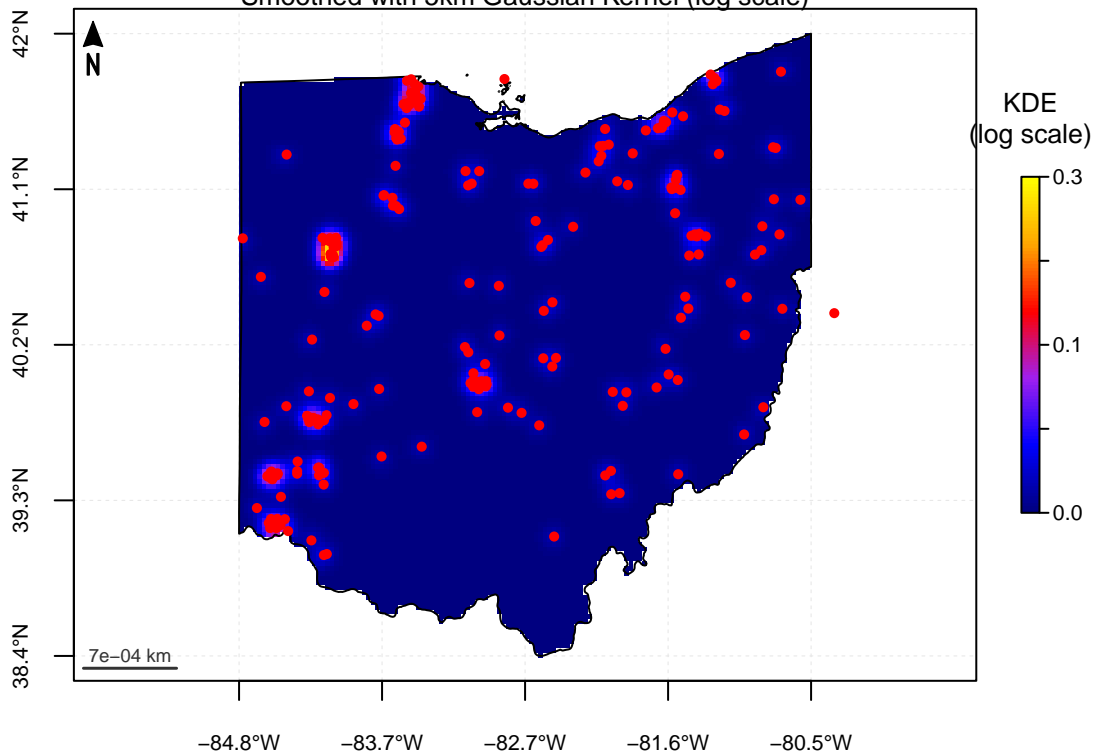 Smoothed with 5km Gaussian Kernel (log scale)
N
KDE
(log scale)
0.3
0.1
0.0
42°N
41.1°N
40.2°N
39.3°N
38.4°N
7e−04 km
−84.8°W −83.7°W −82.7°W −81.6°W −80.5°W